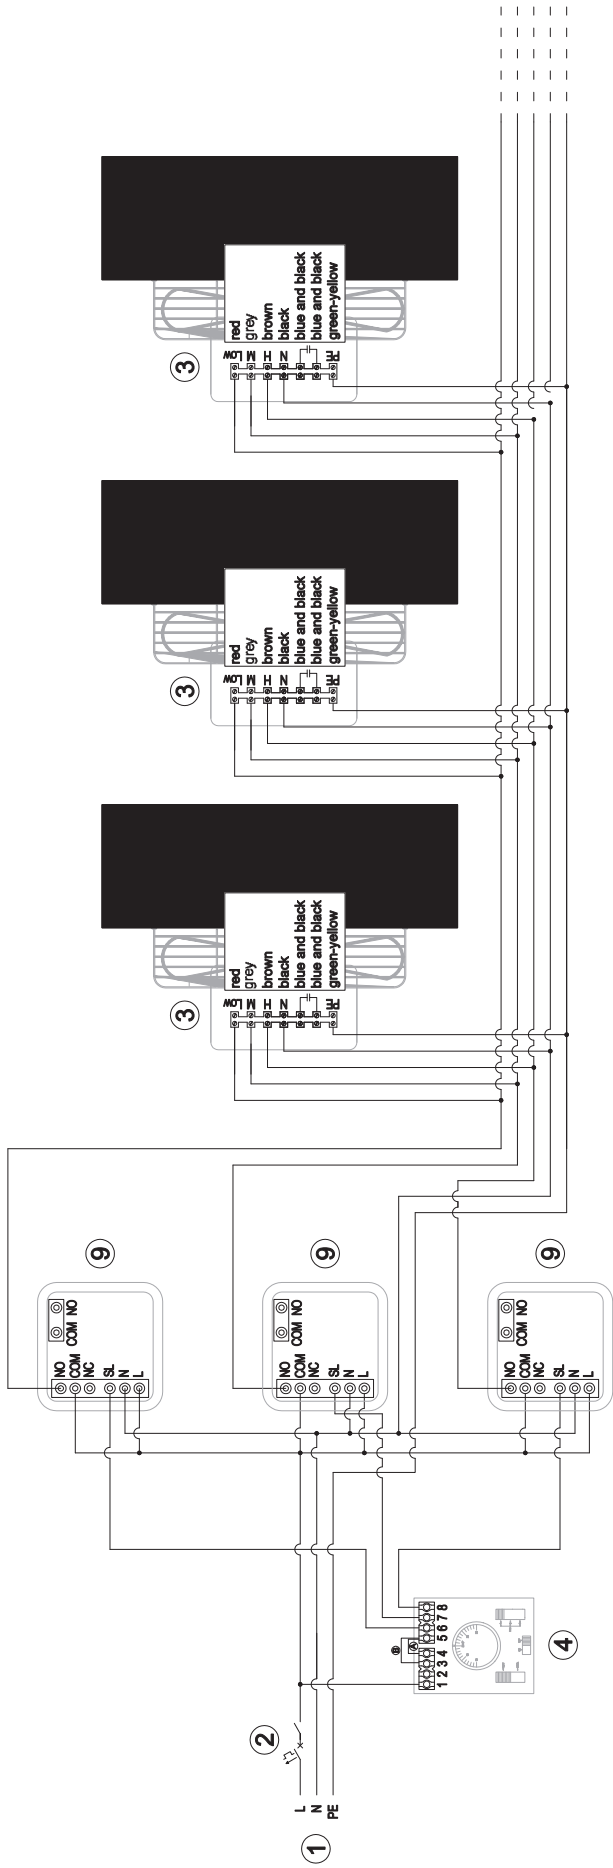 1
L
N
PE
2
B
A
1 2 3 4 5 6 7 8
4
9
NO
COM
NC
SL
N
L
COM NO
9
NO
COM
NC
SL
N
L
COM NO
9
NO
COM
NC
SL
N
L
COM NO
3
Low
M
H
N
PE
red
grey
brown
black
blue and black
blue and black
green-yellow
3
Low
M
H
N
PE
red
grey
brown
black
blue and black
blue and black
green-yellow
3
Low
M
H
N
PE
red
grey
brown
black
blue and black
blue and black
green-yellow